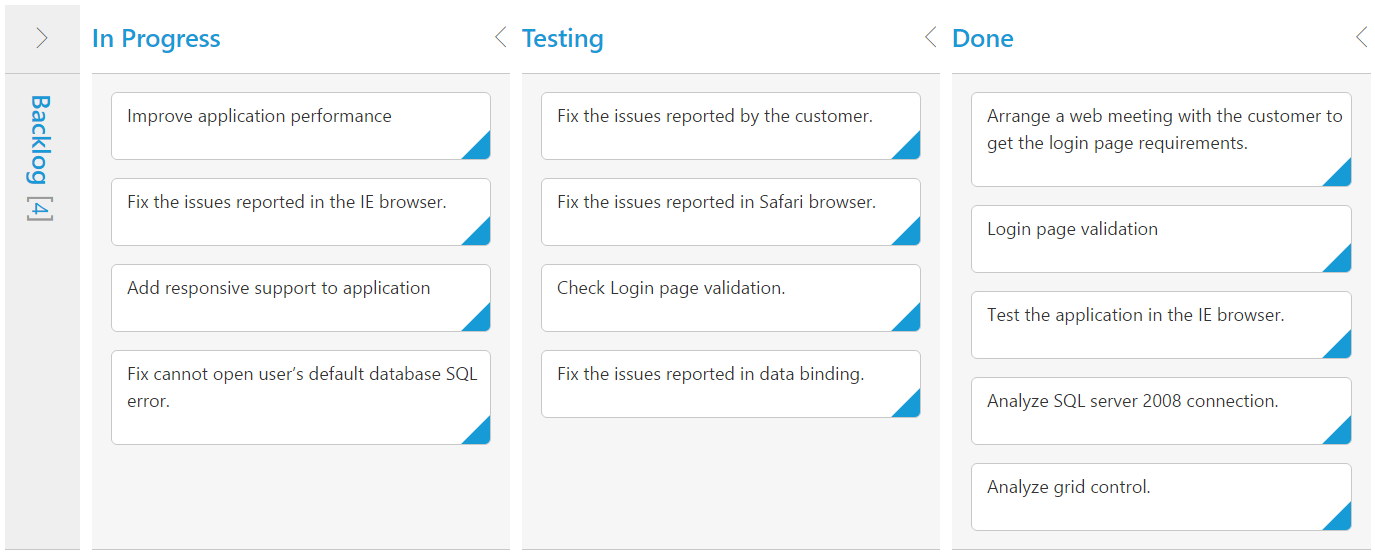 Backlog [4]
In Progress
Improve application performance
Fix the issues reported in the IE browser.
Add responsive support to application
Fix cannot open user’s default database SQL
error.
Testing
Fix the issues reported by the customer.
Fix the issues reported in Safari browser.
Check Login page validation.
Fix the issues reported in data binding.
Done
Arrange a web meeting with the customer to
get the login page requirements.
Login page validation
Test the application in the IE browser.
Analyze SQL server 2008 connection.
Analyze grid control.